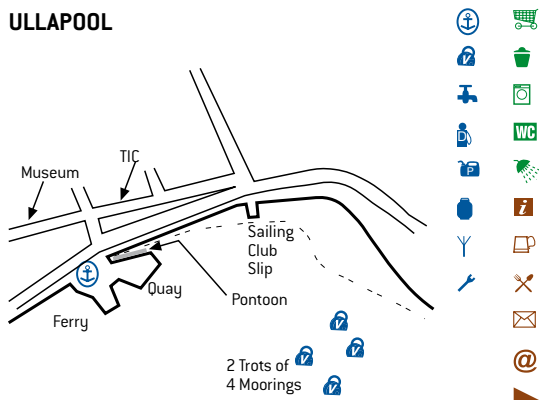 ULLAPOOL
TIC
Museum
Sailing
Club
Slip
Quay
Pontoon
Ferry
2 Trots of
4 Moorings
V
V
V
V
V
D
P
WC
i
@